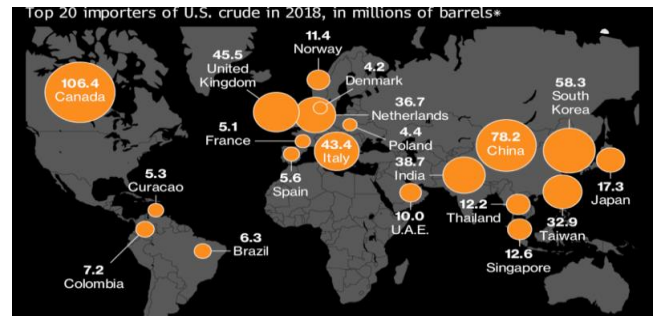 Top 20 importers of U.S. crude in 2018, in millions of barrels*
11.4
Norway
45.5
United
Kingdom
4.2
Denmark
106.4
Canada
36.7
Netherlands
58.3
South
Korea
5.1
France
4.4
Poland
43.4
Italy
78.2
China
38.7
India
5.6
Spain
5.3
Curacao
17.3
Japan
12.2
Thailand
10.0
U.A.E.
32.9
Taiwan
6.3
Brazil
7.2
Colombia
12.6
Singapore